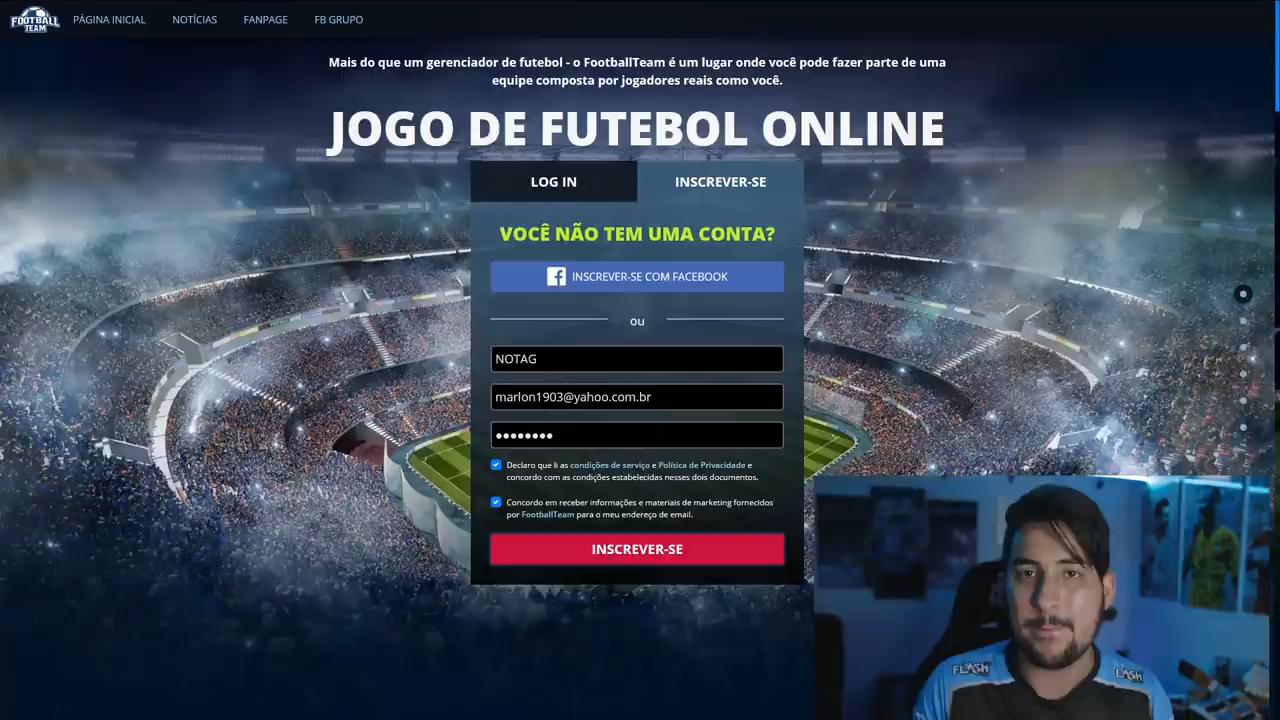 FOOTBALL
TEAM
PÁGINA INICIAL
NOTÍCIAS
FANPAGE
FB GRUPO
Mais do que um gerenciador de futebol - o FootballTeam é um lugar onde você pode fazer parte de uma
equipe composta por jogadores reais como você.
JOGO DE FUTEBOL ONLINE
LOG IN
INSCREVER-SE
VOCÊ NÃO TEM UMA CONTA?
INSCREVER-SE COM FACEBOOK
ou
NOTAG
marlon1903@yahoo.com.br
Declaro que li as condições de serviço e Política de Privacidade e
concordo com as condições estabelecidas nesses dois documentos.
Concordo em receber informações e materiais de marketing fornecidos
por FootballTeam para o meu endereço de email.
INSCREVER-SE
FLASH